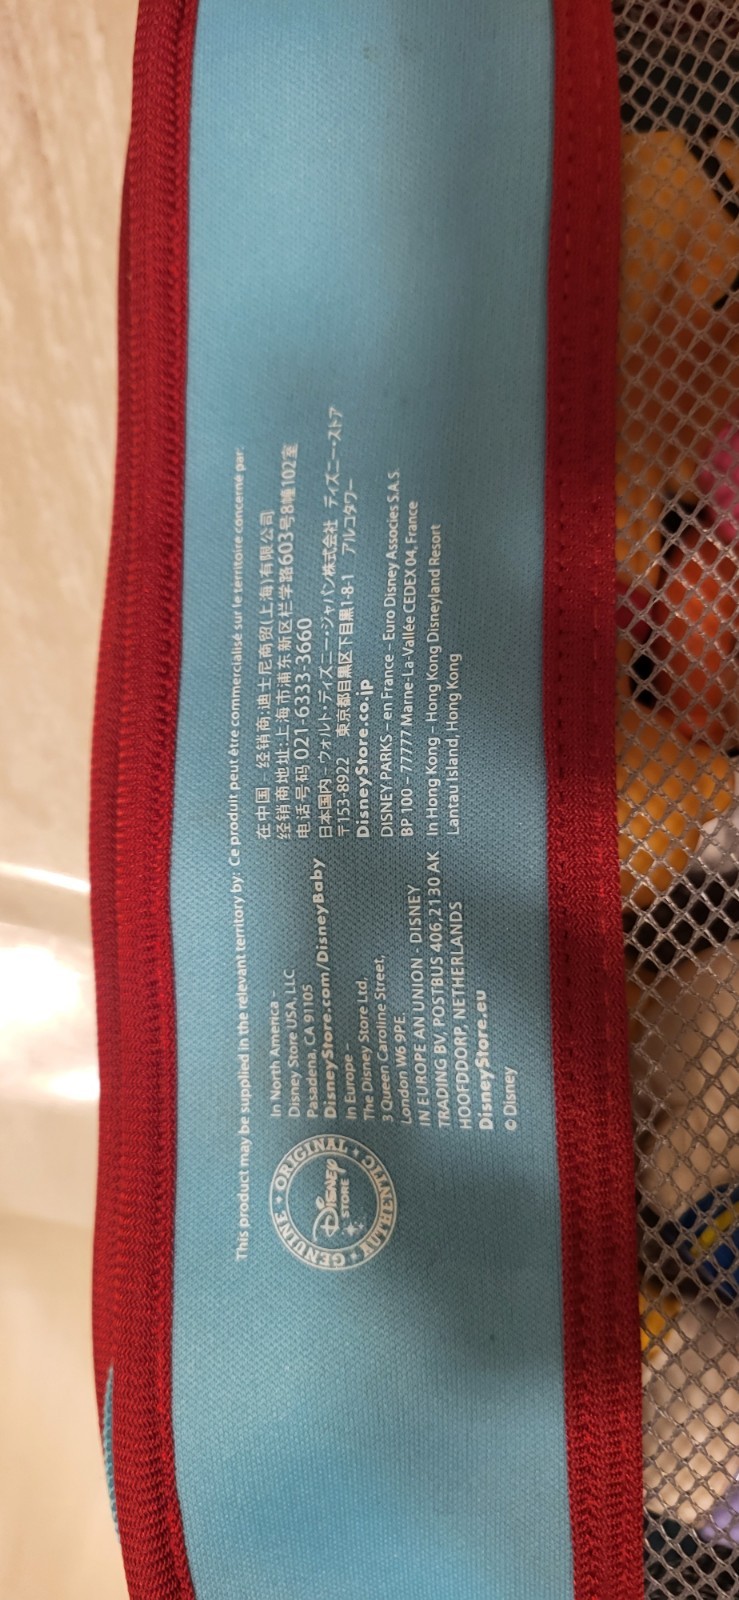 This product may be supplied in the relevant territory by: Ce produit peut être commercialisé sur le territoire concerné par:
GENUINE • ORIGINAL • AUTHENTIC
Disney
STORE
In North America -
Disney Store USA, LLC
Pasadena, CA 91105
DisneyStore.com/DisneyBaby
In Europe -
The Disney Store Ltd.
3 Queen Caroline Street,
London W6 9PE.
IN EUROPEAN UNION - DISNEY
TRADING BV, POSTBUS 406,2130 AK
HOOFDDORP, NETHERLANDS
DisneyStore.eu
© Disney
在中国 - 经销商:迪士尼商贸(上海)有限公司
经销商地址:上海市浦东新区栏学路603号8幢102室
电话号码 021-6333-3660
日本国内 - ウォルト・ディズニー・ジャパン株式会社 ディズニー・ストア
〒153-8922 東京都目黒区下目黒1-8-1 アルコタワー
DisneyStore.co.jp
DISNEY PARKS – en France – Euro Disney Associes S.A.S.
BP 100 – 77777 Marne-La-Vallée CEDEX 04, France
In Hong Kong – Hong Kong Disneyland Resort
Lantau Island, Hong Kong